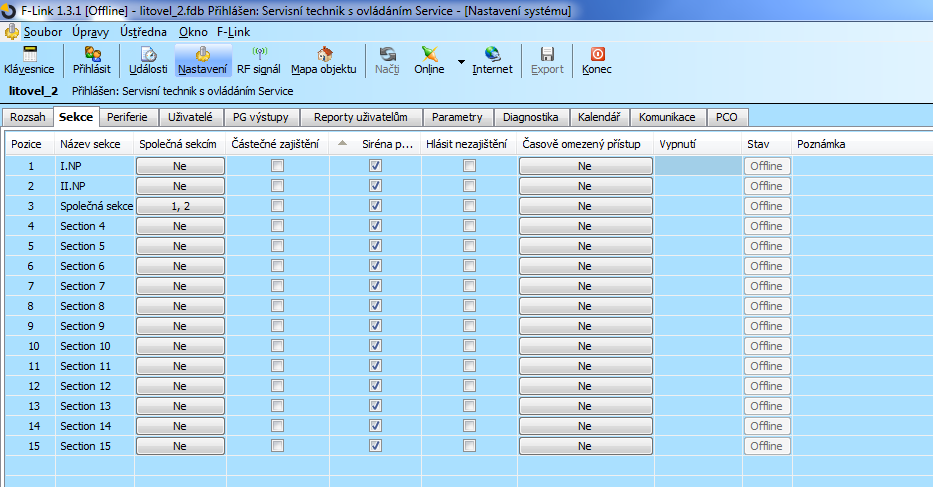 F-Link 1.3.1 [Offline] - litovel_2.fdb Přihlášen: Servisní technik s ovládáním Service - [Nastavení systému]
Soubor Úpravy Ústředna Okno F-Link
Klávesnice Přihlásit Události Nastavení RF signál Mapa objektu Načti Online Internet Export Konec
litovel_2 Přihlášen: Servisní technik s ovládáním Service
Rozsah Sekce Periferie Uživatelé PG výstupy Reporty uživatelům Parametry Diagnostika Kalendář Komunikace PCO
Pozice Název sekce Společná sekcím Částečné zajištění Siréna p... Hlásit nezajištění Časově omezený přístup Vypnutí Stav Poznámka
1 I.NP Ne Ne Offline
2 II.NP Ne Ne Offline
3 Společná sekce 1, 2 Ne Offline
4 Section 4 Ne Ne Offline
5 Section 5 Ne Ne Offline
6 Section 6 Ne Ne Offline
7 Section 7 Ne Ne Offline
8 Section 8 Ne Ne Offline
9 Section 9 Ne Ne Offline
10 Section 10 Ne Ne Offline
11 Section 11 Ne Ne Offline
12 Section 12 Ne Ne Offline
13 Section 13 Ne Ne Offline
14 Section 14 Ne Ne Offline
15 Section 15 Ne Ne Offline